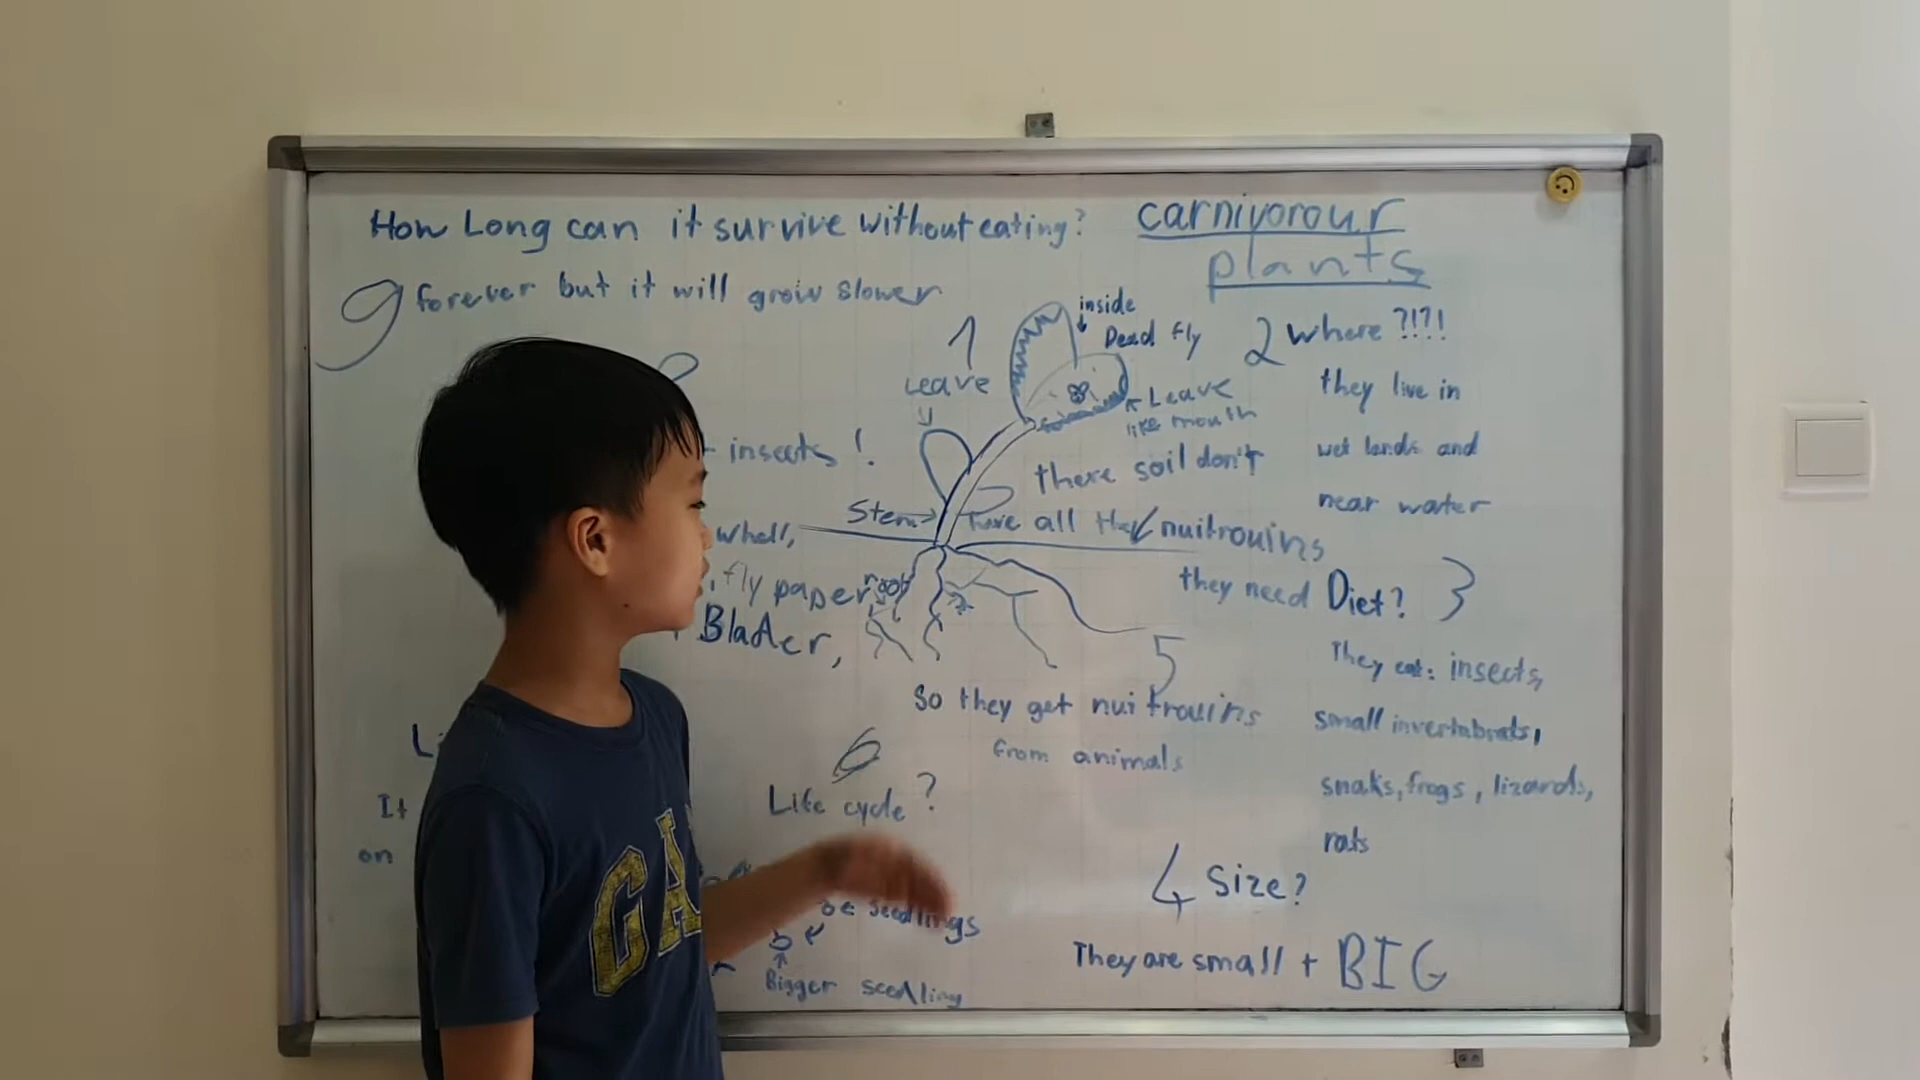 How Long can it survive without eating?
carnivorour
plants
9 forever but it will grow slower
1
inside
Dead fly
Leave
Leave
like mouth
2 where ?!?!
they live in
wet lands and
near water
insects !
there soil don't
Stem
have all the nuitrouins
they need
whell,
fly paper
root
Blader,
Diet? 3
They eat: insects,
small invertabrats,
snaks, frogs, lizards,
rats
5
So they get nuitrouins
from animals
6
Life cycle?
4 Size?
They are small + BIG
It
on
seedlings
Bigger seedling
GA